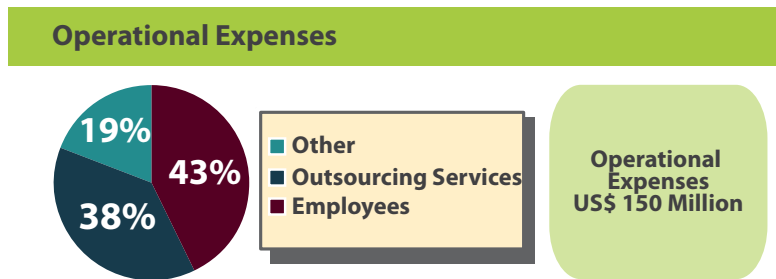 Operational Expenses
19%
43%
38%
Other
Outsourcing Services
Employees
Operational
Expenses
US$ 150 Million